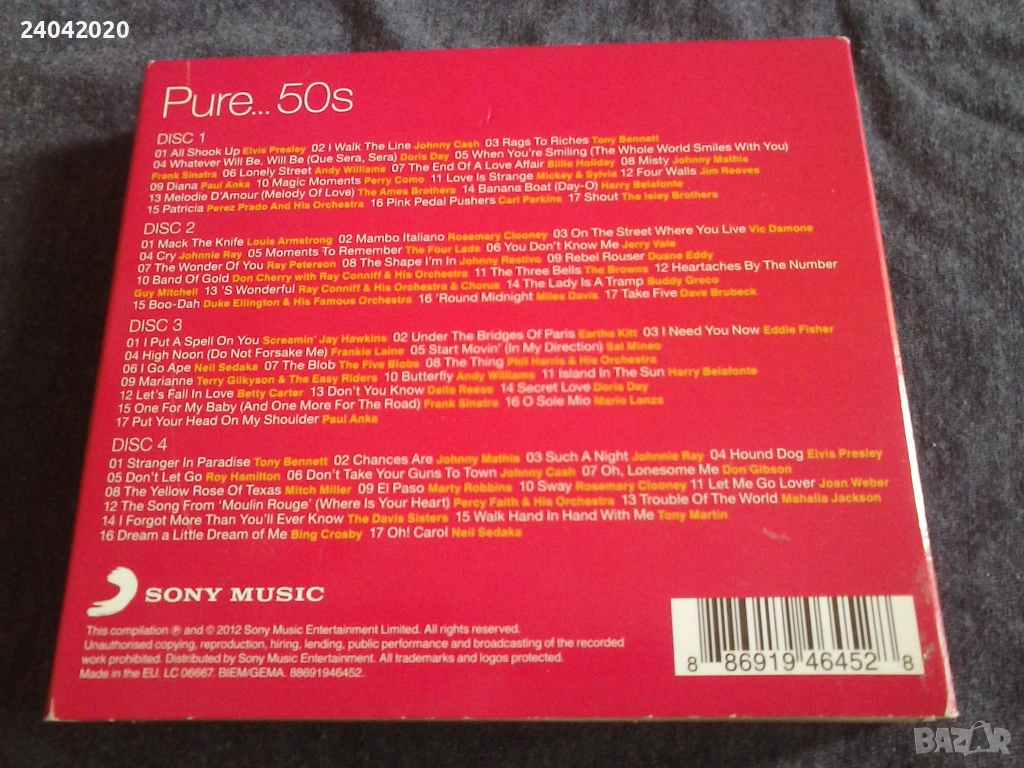 24042020
Pure... 50s
DISC 1
01 All Shook Up Elvis Presley 02 I Walk The Line Johnny Cash 03 Rags To Riches Tony Bennett
04 Whatever Will Be, Will Be (Que Sera, Sera) Doris Day 05 When You're Smiling (The Whole World Smiles With You)
Frank Sinatra 06 Lonely Street Andy Williams 07 The End Of A Love Affair Billie Holiday 08 Misty Johnny Mathis
09 Diana Paul Anka 10 Magic Moments Perry Como 11 Love Is Strange Mickey & Sylvia 12 Four Walls Jim Reeves
13 Melodie D'Amour (Melody Of Love) The Ames Brothers 14 Banana Boat (Day-O) Harry Belafonte
15 Patricia Perez Prado And His Orchestra 16 Pink Pedal Pushers Carl Perkins 17 Shout The Isley Brothers
DISC 2
01 Mack The Knife Louis Armstrong 02 Mambo Italiano Rosemary Clooney 03 On The Street Where You Live Vic Damone
04 Cry Johnnie Ray 05 Moments To Remember The Four Lads 06 You Don't Know Me Jerry Vale
07 The Wonder Of You Ray Peterson 08 The Shape I'm In Johnny Restivo 09 Rebel Rouser Duane Eddy
10 Band Of Gold Don Cherry with Ray Conniff & His Orchestra 11 The Three Bells The Browns 12 Heartaches By The Number
Guy Mitchell 13 'S Wonderful Ray Conniff & His Orchestra & Chorus 14 The Lady Is A Tramp Buddy Greco
15 Boo-Dah Duke Ellington & His Famous Orchestra 16 'Round Midnight Miles Davis 17 Take Five Dave Brubeck
DISC 3
01 I Put A Spell On You Screamin' Jay Hawkins 02 Under The Bridges Of Paris Eartha Kitt 03 I Need You Now Eddie Fisher
04 High Noon (Do Not Forsake Me) Frankie Laine 05 Start Movin' (In My Direction) Sal Mineo
06 I Go Ape Neil Sedaka 07 The Blob The Five Blobs 08 The Thing Phil Harris & His Orchestra
09 Marianne Terry Gilkyson & The Easy Riders 10 Butterfly Andy Williams 11 Island In The Sun Harry Belafonte
12 Let's Fall In Love Betty Carter 13 Don't You Know Della Reese 14 Secret Love Doris Day
15 One For My Baby (And One More For The Road) Frank Sinatra 16 O Sole Mio Mario Lanza
17 Put Your Head On My Shoulder Paul Anka
DISC 4
01 Stranger In Paradise Tony Bennett 02 Chances Are Johnny Mathis 03 Such A Night Johnnie Ray 04 Hound Dog Elvis Presley
05 Don't Let Go Roy Hamilton 06 Don't Take Your Guns To Town Johnny Cash 07 Oh, Lonesome Me Don Gibson
08 The Yellow Rose Of Texas Mitch Miller 09 El Paso Marty Robbins 10 Sway Rosemary Clooney 11 Let Me Go Lover Joan Weber
12 The Song From 'Moulin Rouge' (Where Is Your Heart) Percy Faith & His Orchestra 13 Trouble Of The World Mahalia Jackson
14 I Forgot More Than You'll Ever Know The Davis Sisters 15 Walk Hand In Hand With Me Tony Martin
16 Dream a Little Dream of Me Bing Crosby 17 Oh! Carol Neil Sedaka
SONY MUSIC
This compilation ℗ and © 2012 Sony Music Entertainment Limited. All rights reserved.
Unauthorised copying, reproduction, hiring, lending, public performance and broadcasting of the recorded
work prohibited. Distributed by Sony Music Entertainment. All trademarks and logos protected.
Made in the EU. LC 06667. BIEM/GEMA. 88691946452.
8 86919 46452 8
BAZAR